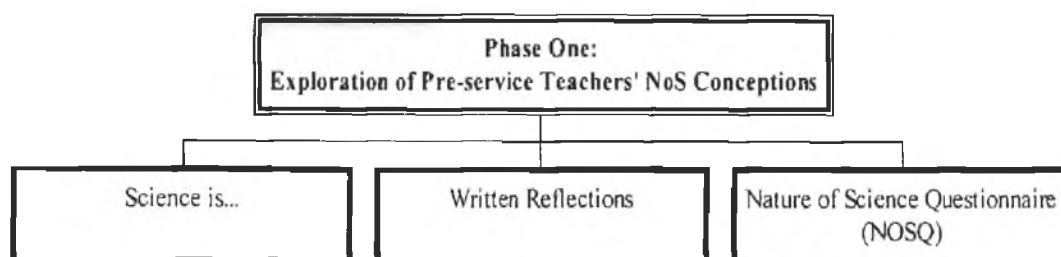 Phase One:
Exploration of Pre-service Teachers' NoS Conceptions
Science is...
Written Reflections
Nature of Science Questionnaire
(NOSQ)